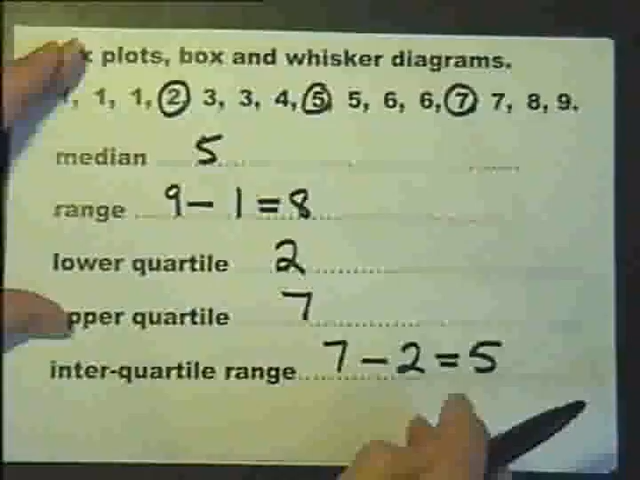 plots, box and whisker diagrams.
1, 1, 2 3, 3, 4, 5, 5, 6, 6, 7, 7, 8, 9.
median 5
range 9 - 1 = 8
lower quartile 2
pper quartile 7
inter-quartile range 7 - 2 = 5